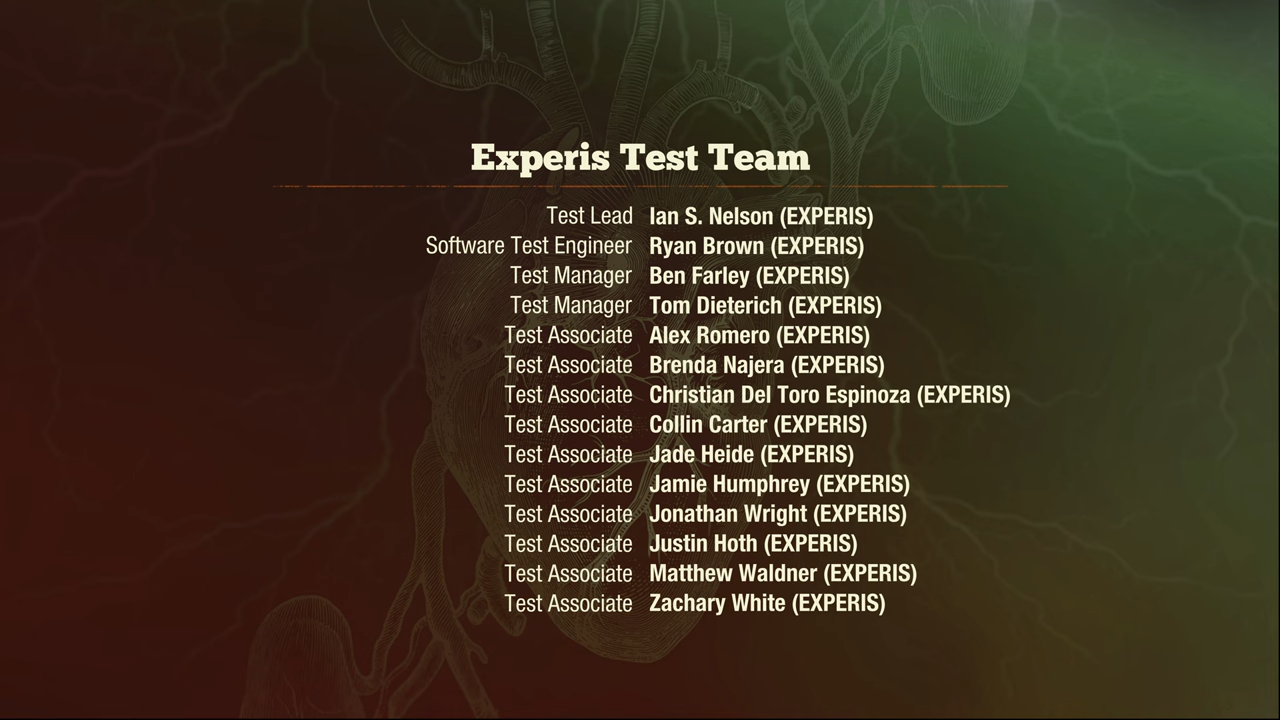 Experis Test Team
Test Lead Ian S. Nelson (EXPERIS)
Software Test Engineer Ryan Brown (EXPERIS)
Test Manager Ben Farley (EXPERIS)
Test Manager Tom Dieterich (EXPERIS)
Test Associate Alex Romero (EXPERIS)
Test Associate Brenda Najera (EXPERIS)
Test Associate Christian Del Toro Espinoza (EXPERIS)
Test Associate Collin Carter (EXPERIS)
Test Associate Jade Heide (EXPERIS)
Test Associate Jamie Humphrey (EXPERIS)
Test Associate Jonathan Wright (EXPERIS)
Test Associate Justin Hoth (EXPERIS)
Test Associate Matthew Waldner (EXPERIS)
Test Associate Zachary White (EXPERIS)